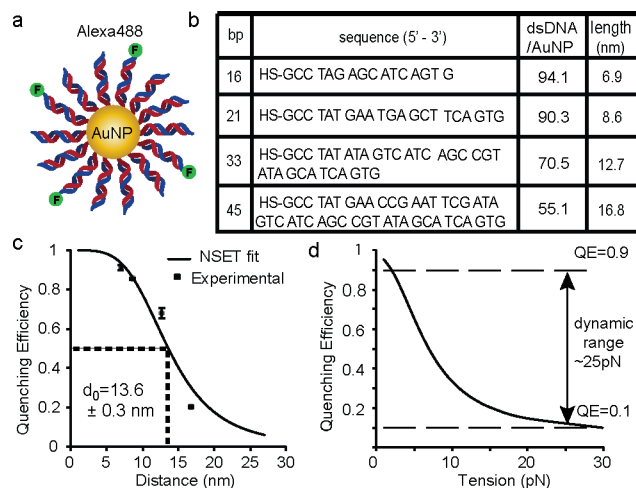 a
Alexa488
F
F
F
F
F
AuNP
b
bp
sequence (5' - 3')
dsDNA
/AuNP
length
(nm)
16
HS-GCC TAG AGC ATC AGT G
94.1
6.9
21
HS-GCC TAT GAA TGA GCT TTC AGTG
90.3
8.6
33
HS-GCC TAT ATA GTC ATC AGC CGT
ATA GCA TCA GTG
70.5
12.7
45
HS-GCC TAT GAA CCG AAT TCG ATA
GTC ATC AGC CGT ATA GCA TCA GTG
55.1
16.8
c
NSET fit
Experimental
Quenching Efficiency
1
0.8
0.6
0.4
0.2
0
d0=13.6
± 0.3 nm
0
5
10
15
20
25
30
Distance (nm)
d
QE=0.9
Quenching Efficiency
1
0.8
0.6
0.4
0.2
dynamic
range
~25pN
QE=0.1
0
10
20
30
Tension (pN)